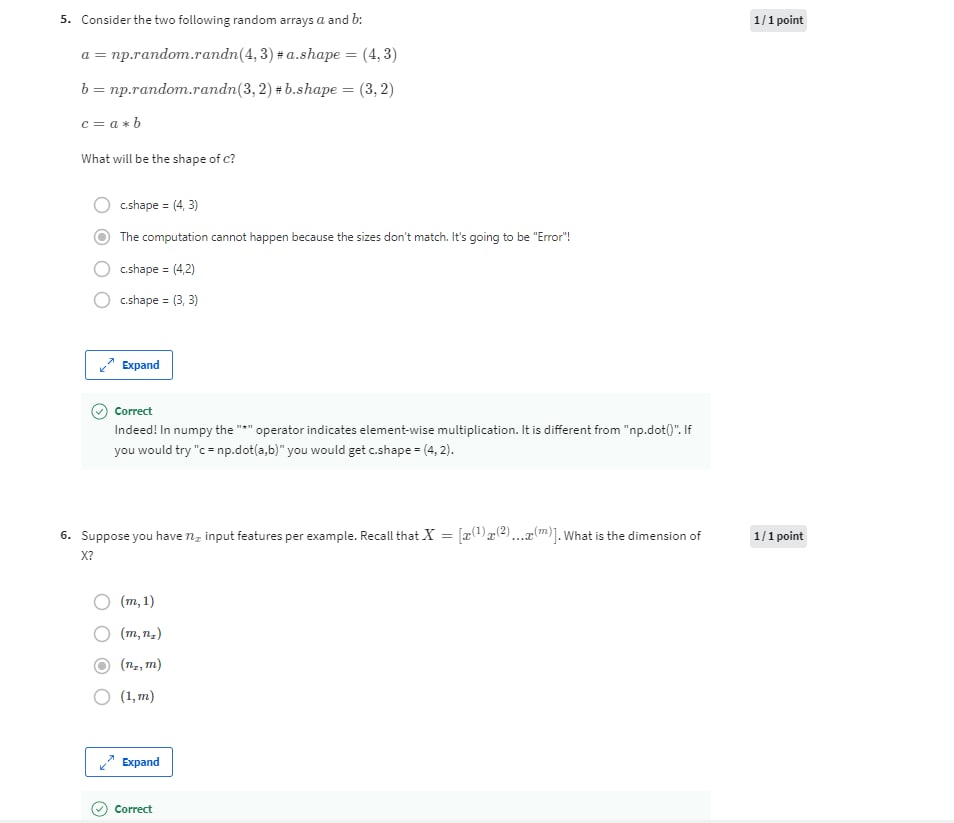 5. Consider the two following random arrays a and b:
1 / 1 point
a = np.random.randn(4, 3) # a.shape = (4, 3)
b = np.random.randn(3, 2) # b.shape = (3, 2)
c = a * b
What will be the shape of c?
c.shape = (4, 3)
The computation cannot happen because the sizes don't match. It's going to be "Error"!
c.shape = (4,2)
c.shape = (3, 3)
Expand
Correct
Indeed! In numpy the "*" operator indicates element-wise multiplication. It is different from "np.dot()". If
you would try "c = np.dot(a,b)" you would get c.shape = (4, 2).
6. Suppose you have nₓ input features per example. Recall that X = [x⁽¹⁾x⁽²⁾...x⁽ᵐ⁾]. What is the dimension of
1 / 1 point
X?
(m, 1)
(m, nₓ)
(nₓ, m)
(1, m)
Expand
Correct